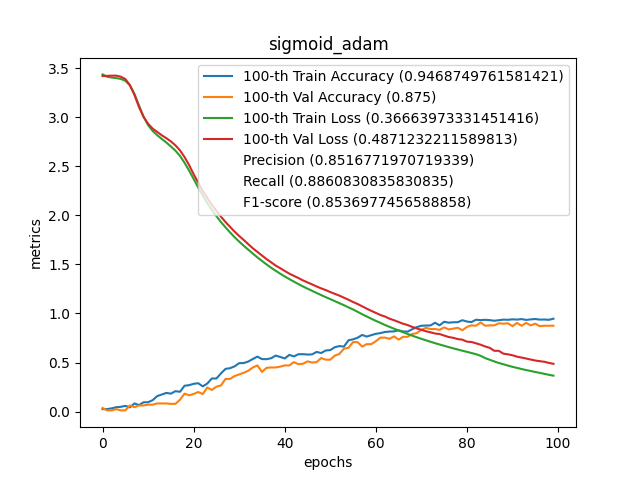 sigmoid_adam
metrics
3.5
3.0
2.5
2.0
1.5
1.0
0.5
0.0
100-th Train Accuracy (0.9468749761581421)
100-th Val Accuracy (0.875)
100-th Train Loss (0.36663973331451416)
100-th Val Loss (0.4871232211589813)
Precision (0.8516771970719339)
Recall (0.8860830835830835)
F1-score (0.8536977456588858)
0 20 40 60 80 100
epochs